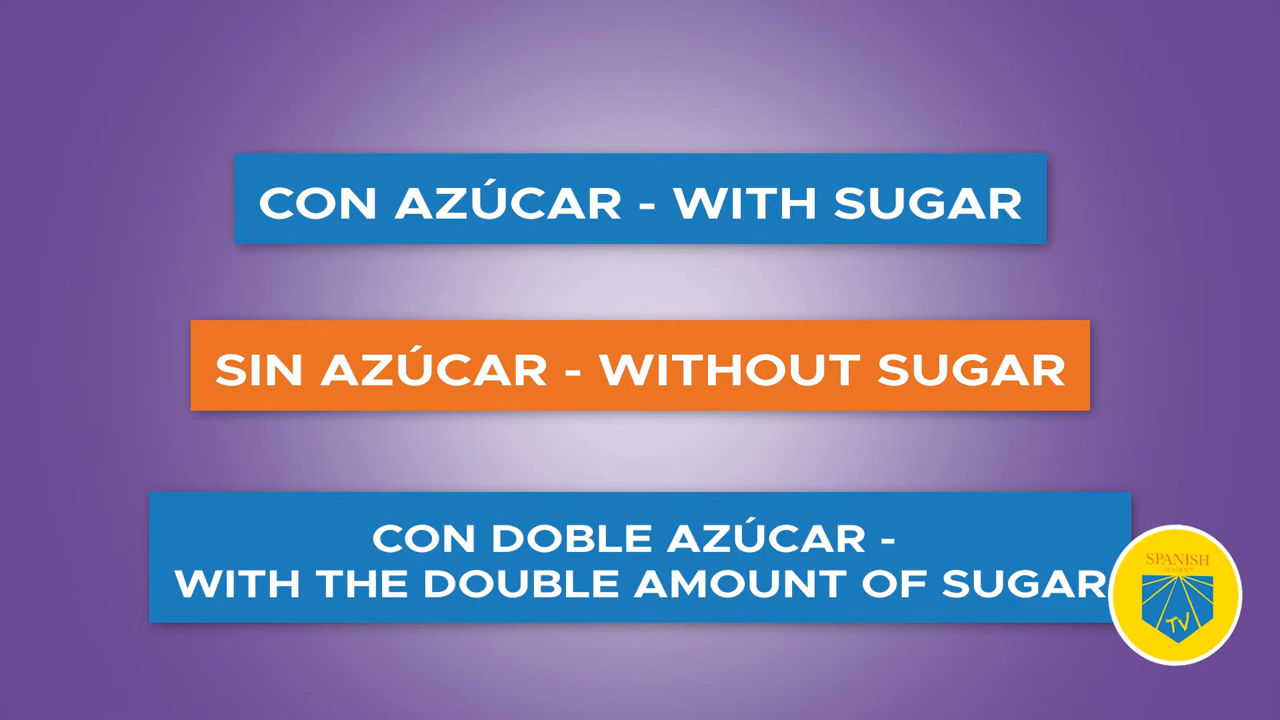 CON AZÚCAR - WITH SUGAR
SIN AZÚCAR - WITHOUT SUGAR
CON DOBLE AZÚCAR -
WITH THE DOUBLE AMOUNT OF SUGAR
SPANISH
ACADEMY
TV